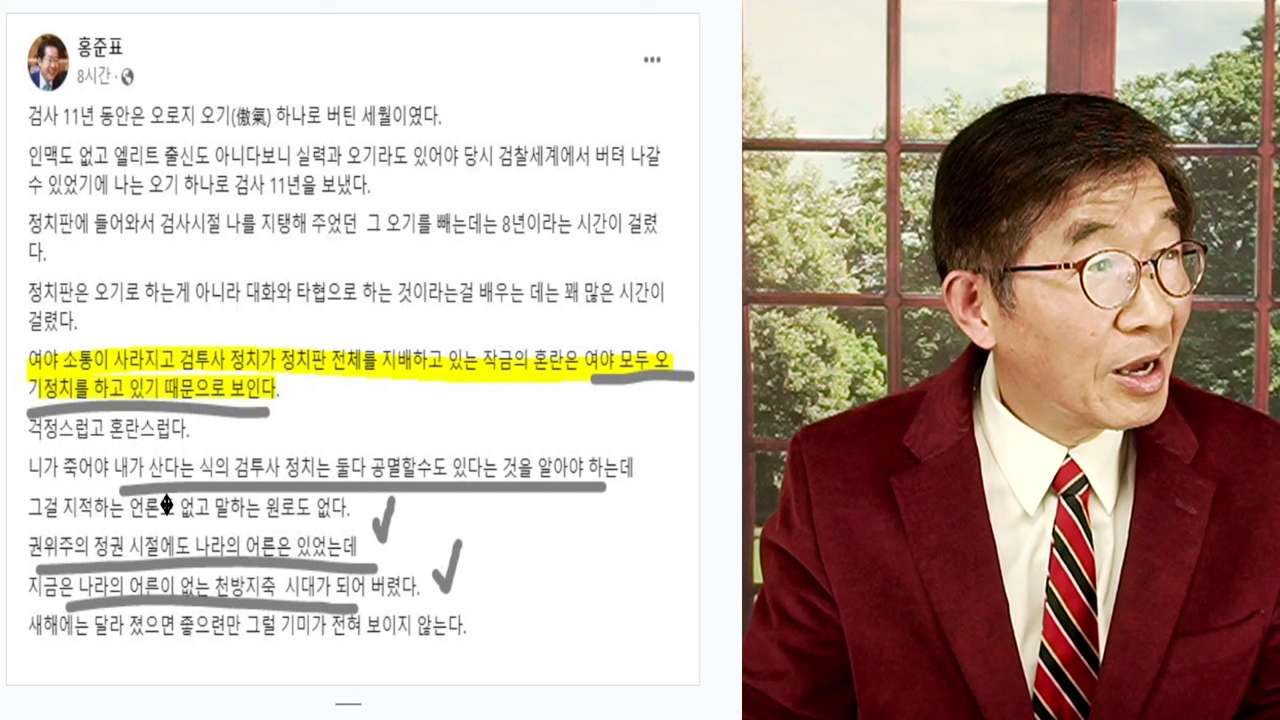 홍준표
8시간 ·
검사 11년 동안은 오로지 오기(傲氣) 하나로 버틴 세월이였다.
인맥도 없고 엘리트 출신도 아니다보니 실력과 오기라도 있어야 당시 검찰세계에서 버텨 나갈
수 있었기에 나는 오기 하나로 검사 11년을 보냈다.
정치판에 들어와서 검사시절 나를 지탱해 주었던 그 오기를 빼는데는 8년이라는 시간이 걸렸
다.
정치판은 오기로 하는게 아니라 대화와 타협으로 하는 것이라는걸 배우는 데는 꽤 많은 시간이
걸렸다.
여야 소통이 사라지고 검투사 정치가 정치판 전체를 지배하고 있는 작금의 혼란은 여야 모두 오
기정치를 하고 있기 때문으로 보인다.
걱정스럽고 혼란스럽다.
니가 죽어야 내가 산다는 식의 검투사 정치는 둘다 공멸할수도 있다는 것을 알아야 하는데
그걸 지적하는 없고 말하는 원로도 없다.
권위주의 정권 시절에도 나라의 어른은 있었는데
지금은 나라의 어른이 없는 천방지축 시대가 되어 버렸다.
새해에는 달라 졌으면 좋으련만 그럴 기미가 전혀 보이지 않는다.